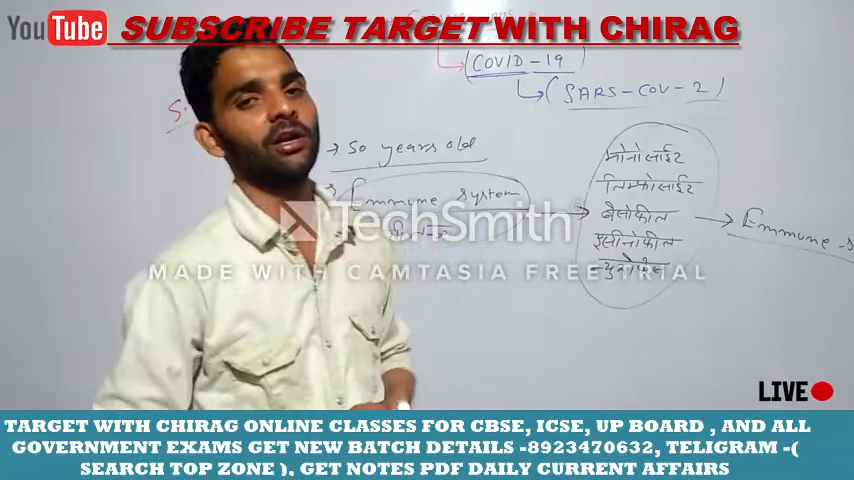 YouTube SUBSCRIBE TARGET WITH CHIRAG
COVID-19
(SARS-COV-2)
→ 50 years old
Emmune system
मोनोसाईट
लिम्फोसाईट
बेसोफील
इसीनोफील
न्युट्रोफील
→ Emmune -s
TechSmith
MADE WITH CAMTASIA FREE TRIAL
LIVE
TARGET WITH CHIRAG ONLINE CLASSES FOR CBSE, ICSE, UP BOARD , AND ALL
GOVERNMENT EXAMS GET NEW BATCH DETAILS -8923470632, TELIGRAM -(
SEARCH TOP ZONE ), GET NOTES PDF DAILY CURRENT AFFAIRS